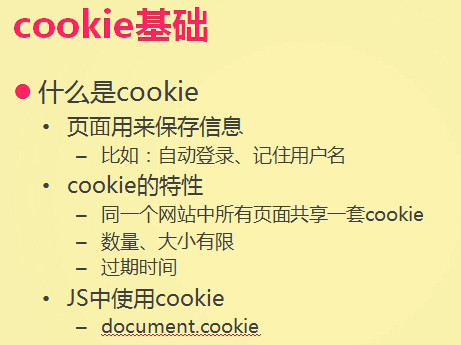 cookie基础
什么是cookie
• 页面用来保存信息
– 比如：自动登录、记住用户名
• cookie的特性
– 同一个网站中所有页面共享一套cookie
– 数量、大小有限
– 过期时间
• JS中使用cookie
– document.cookie